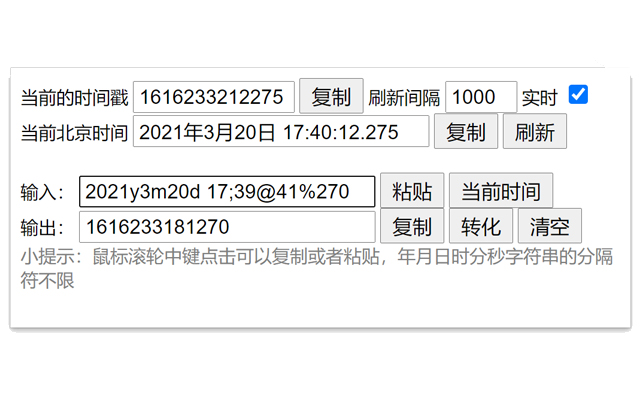 当前的时间戳 1616233212275 复制 刷新间隔 1000 实时
当前北京时间 2021年3月20日 17:40:12.275 复制 刷新
输入： 2021y3m20d 17;39@41%270 粘贴 当前时间
输出： 1616233181270 复制 转化 清空
小提示：鼠标滚轮中键点击可以复制或者粘贴，年月日时分秒字符串的分隔
符不限